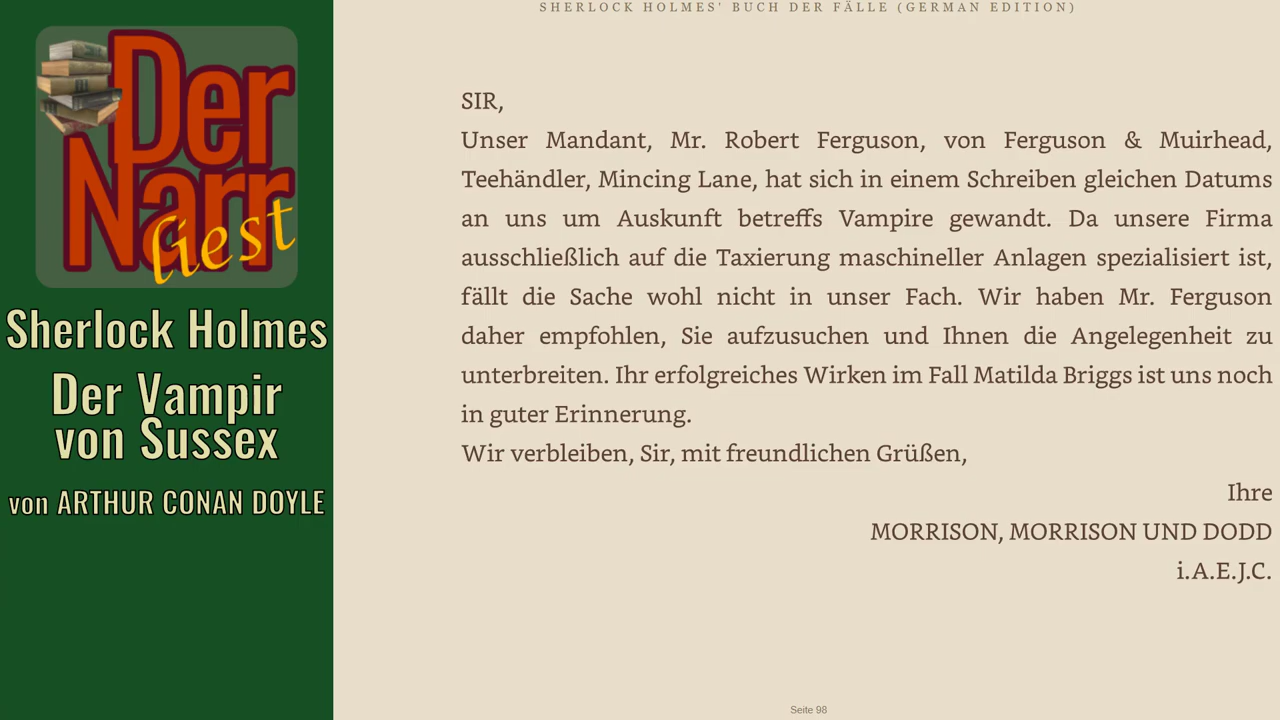 Der
Narr
liest
Sherlock Holmes
Der Vampir
von Sussex
von ARTHUR CONAN DOYLE
SHERLOCK HOLMES' BUCH DER FÄLLE (GERMAN EDITION)
SIR,
Unser Mandant, Mr. Robert Ferguson, von Ferguson & Muirhead,
Teehändler, Mincing Lane, hat sich in einem Schreiben gleichen Datums
an uns um Auskunft betreffs Vampire gewandt. Da unsere Firma
ausschließlich auf die Taxierung maschineller Anlagen spezialisiert ist,
fällt die Sache wohl nicht in unser Fach. Wir haben Mr. Ferguson
daher empfohlen, Sie aufzusuchen und Ihnen die Angelegenheit zu
unterbreiten. Ihr erfolgreiches Wirken im Fall Matilda Briggs ist uns noch
in guter Erinnerung.
Wir verbleiben, Sir, mit freundlichen Grüßen,
Ihre
MORRISON, MORRISON UND DODD
i.A.E.J.C.
Seite 98